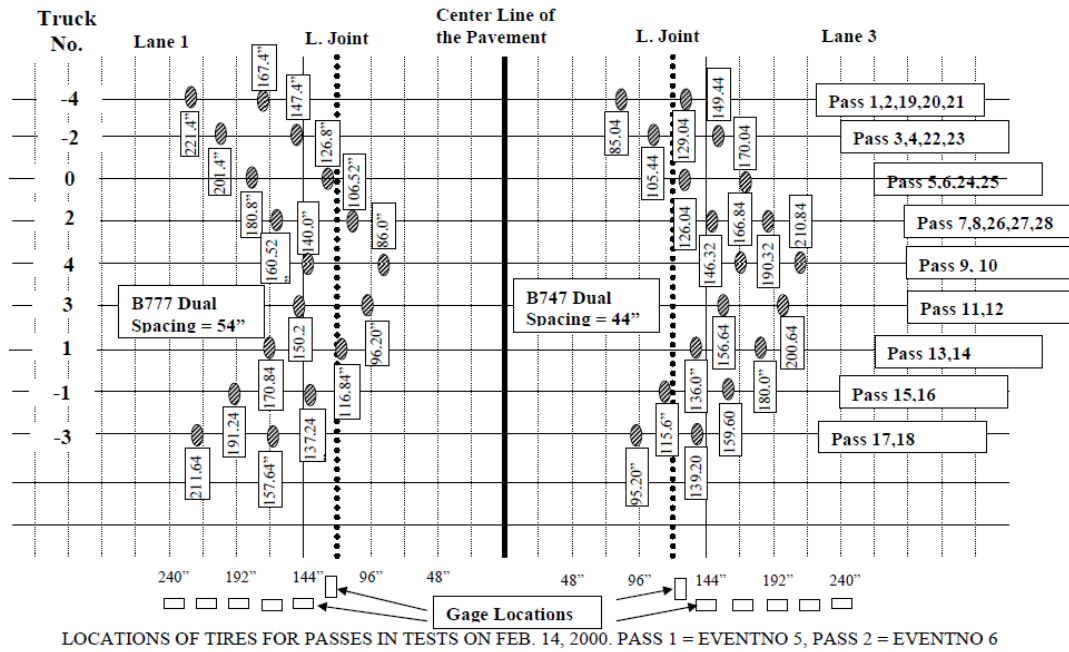 Truck
No.
Lane 1
L. Joint
Center Line of
the Pavement
L. Joint
Lane 3
-4
221.4”
167.4”
147.4”
85.04
129.04
149.44
Pass 1,2,19,20,21
-2
201.4”
126.8”
105.44
170.04
Pass 3,4,22,23
0
180.8”
106.52”
126.04
166.84
Pass 5,6,24,25
2
160.52
”
140.0”
86.0”
146.32
190.32
210.84
Pass 7,8,26,27,28
4
Pass 9, 10
3
B777 Dual
Spacing = 54”
150.2
96.20”
B747 Dual
Spacing = 44”
156.64
200.64
Pass 11,12
1
170.84
116.84”
136.0”
180.0”
Pass 13,14
-1
191.24
137.24
115.6”
159.60
Pass 15,16
-3
211.64
157.64”
95.20”
139.20
Pass 17,18
240” 192” 144” 96” 48” 48” 96” 144” 192” 240”
Gage Locations
LOCATIONS OF TIRES FOR PASSES IN TESTS ON FEB. 14, 2000. PASS 1 = EVENTNO 5, PASS 2 = EVENTNO 6